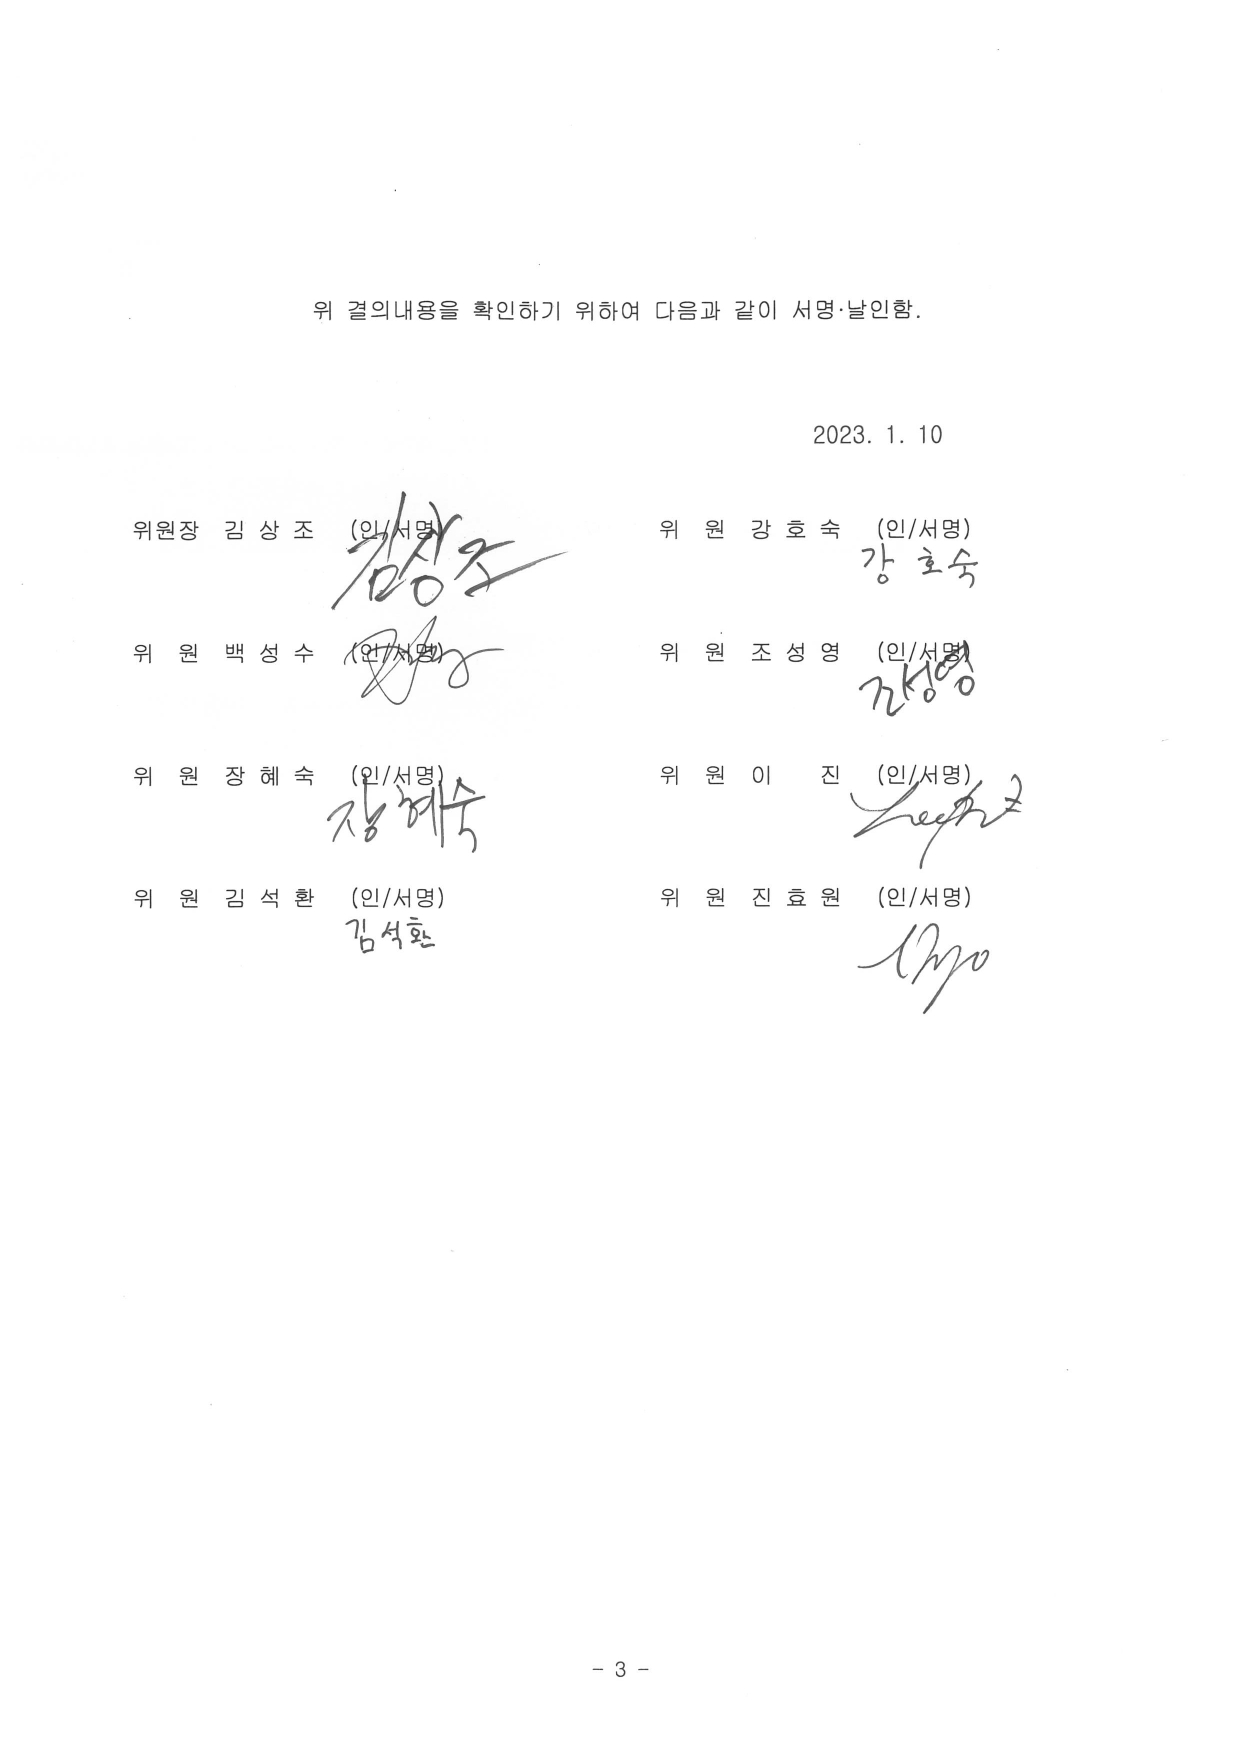 위 결의내용을 확인하기 위하여 다음과 같이 서명·날인함.
2023. 1. 10
위원장 김 상 조 (인/서명) 위 원 강 호 숙 (인/서명)
김상조 강 호 숙
위 원 백 성 수 (인/서명) 위 원 조 성 영 (인/서명)
조성영
위 원 장 혜 숙 (인/서명) 위 원 이 진 (인/서명)
장혜숙
위 원 김 석 환 (인/서명) 위 원 진 효 원 (인/서명)
김석환
- 3 -